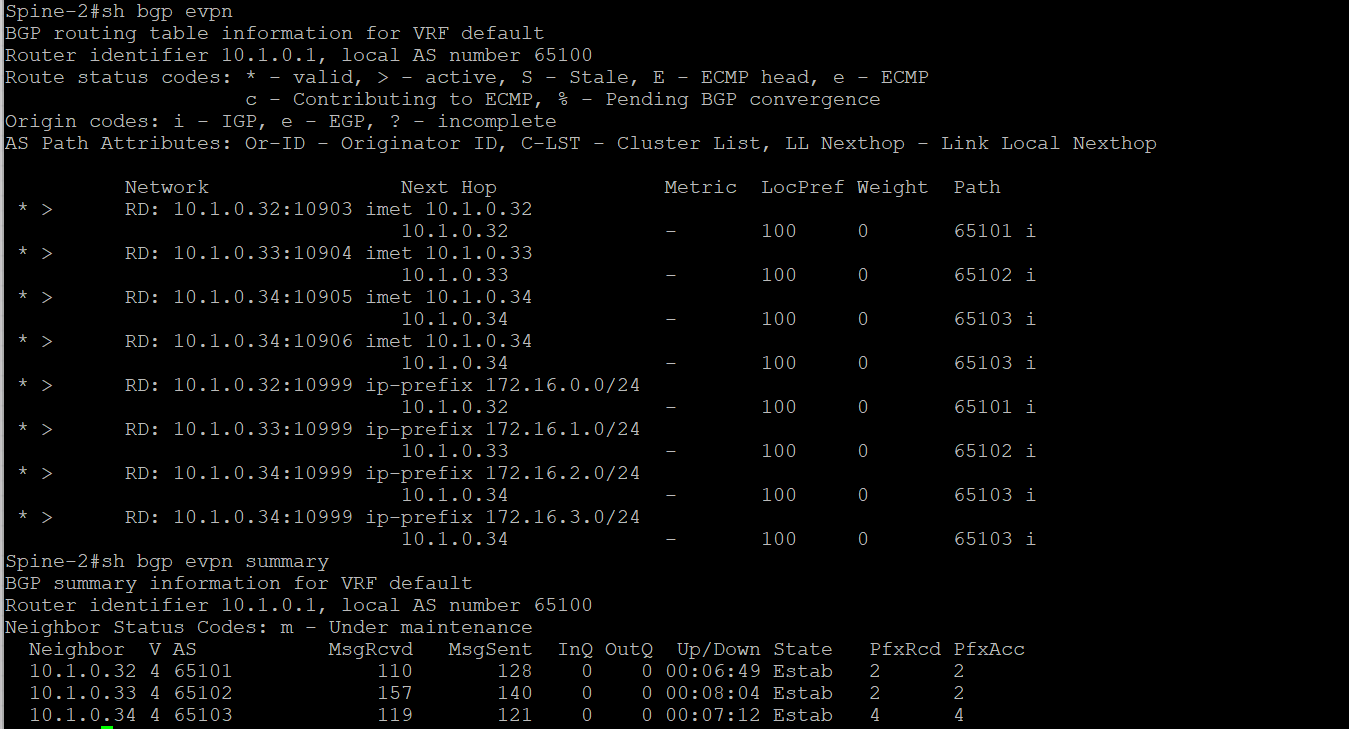 Spine-2#sh bgp evpn
BGP routing table information for VRF default
Router identifier 10.1.0.1, local AS number 65100
Route status codes: * - valid, > - active, S - Stale, E - ECMP head, e - ECMP
                    c - Contributing to ECMP, % - Pending BGP convergence
Origin codes: i - IGP, e - EGP, ? - incomplete
AS Path Attributes: Or-ID - Originator ID, C-LST - Cluster List, LL Nexthop - Link Local Nexthop

          Network                Next Hop              Metric  LocPref Weight  Path
 * >      RD: 10.1.0.32:10903 imet 10.1.0.32
                                 10.1.0.32             -       100     0       65101 i
 * >      RD: 10.1.0.33:10904 imet 10.1.0.33
                                 10.1.0.33             -       100     0       65102 i
 * >      RD: 10.1.0.34:10905 imet 10.1.0.34
                                 10.1.0.34             -       100     0       65103 i
 * >      RD: 10.1.0.34:10906 imet 10.1.0.34
                                 10.1.0.34             -       100     0       65103 i
 * >      RD: 10.1.0.32:10999 ip-prefix 172.16.0.0/24
                                 10.1.0.32             -       100     0       65101 i
 * >      RD: 10.1.0.33:10999 ip-prefix 172.16.1.0/24
                                 10.1.0.33             -       100     0       65102 i
 * >      RD: 10.1.0.34:10999 ip-prefix 172.16.2.0/24
                                 10.1.0.34             -       100     0       65103 i
 * >      RD: 10.1.0.34:10999 ip-prefix 172.16.3.0/24
                                 10.1.0.34             -       100     0       65103 i
Spine-2#sh bgp evpn summary
BGP summary information for VRF default
Router identifier 10.1.0.1, local AS number 65100
Neighbor Status Codes: m - Under maintenance
  Neighbor  V AS           MsgRcvd   MsgSent  InQ OutQ  Up/Down State   PfxRcd PfxAcc
  10.1.0.32 4 65101            110       128    0    0 00:06:49 Estab   2      2
  10.1.0.33 4 65102            157       140    0    0 00:08:04 Estab   2      2
  10.1.0.34 4 65103            119       121    0    0 00:07:12 Estab   4      4